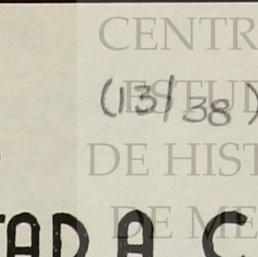 CENTR
(13/38)
ESTUD
DE HIST
DE ME
TADA C